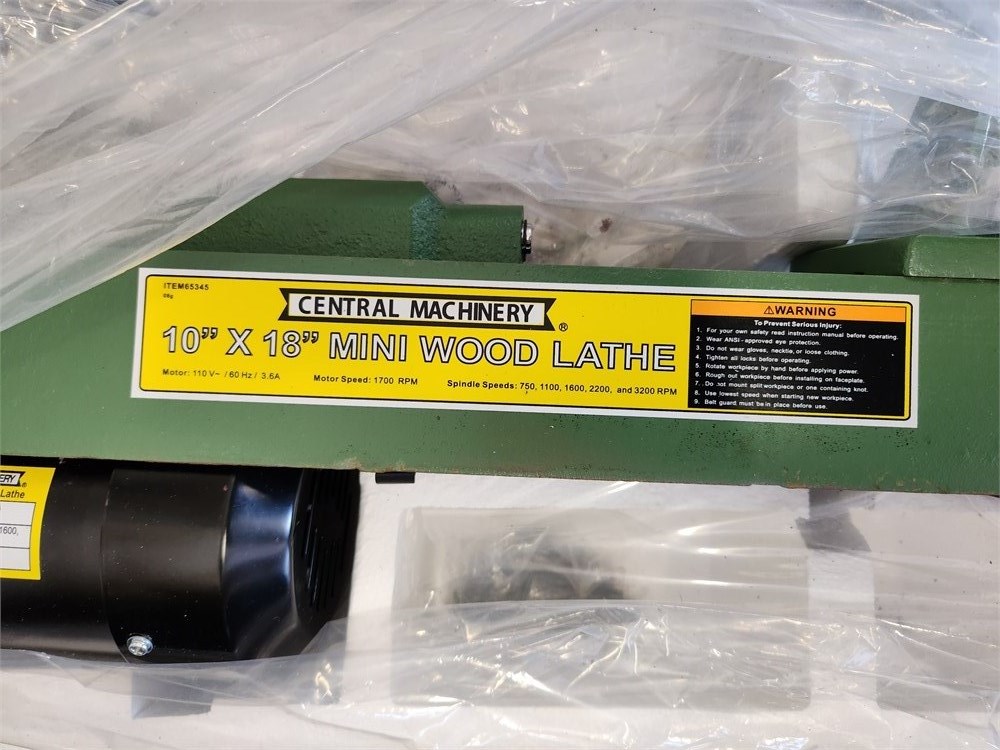 ITEM65345
08g
CENTRAL MACHINERY ®
10” X 18” MINI WOOD LATHE
Motor: 110 V~ / 60 Hz / 3.6A
Motor Speed: 1700 RPM
Spindle Speeds: 750, 1100, 1600, 2200, and 3200 RPM
⚠WARNING
To Prevent Serious Injury:
1. For your own safety read instruction manual before operating.
2. Wear ANSI - approved eye protection.
3. Do not wear gloves, necktie, or loose clothing.
4. Tighten all locks before operating.
5. Rotate workpiece by hand before applying power.
6. Rough out workpiece before installing on faceplate.
7. Do not mount split workpiece or one containing knot.
8. Use lowest speed when starting new workpiece.
9. Belt guard must be in place before use.
ERY ®
Lathe
1600,